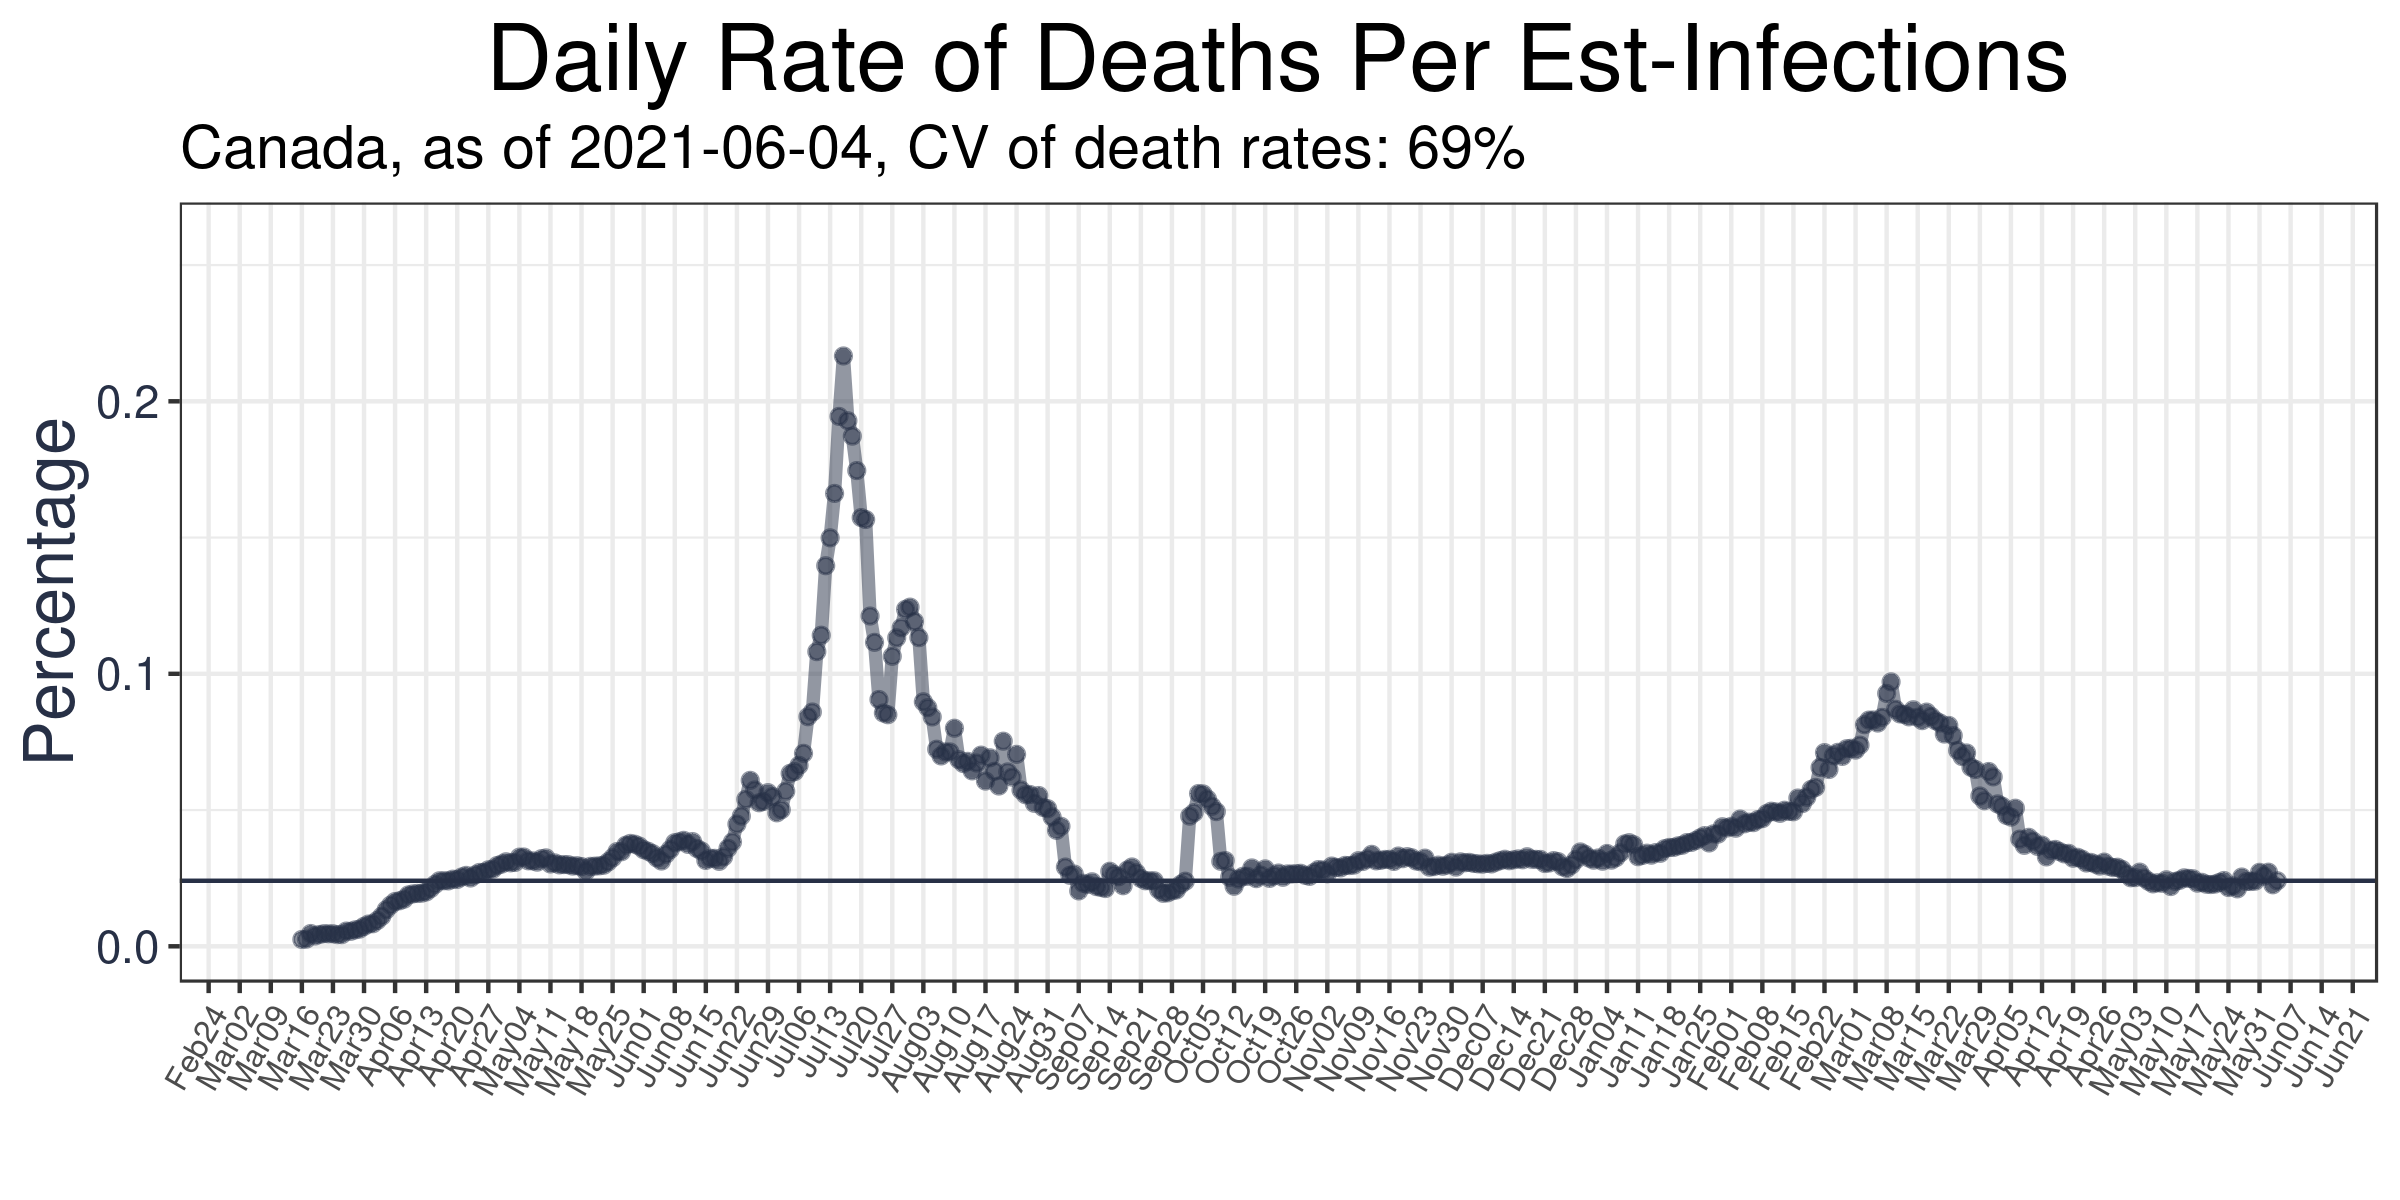 Daily Rate of Deaths Per Est-Infections
Canada, as of 2021-06-04, CV of death rates: 69%
Percentage
0.2
0.1
0.0
Feb24
Mar02
Mar09
Mar16
Mar23
Mar30
Apr06
Apr13
Apr20
Apr27
May04
May11
May18
May25
Jun01
Jun08
Jun15
Jun22
Jun29
Jul06
Jul13
Jul20
Jul27
Aug03
Aug10
Aug17
Aug24
Aug31
Sep07
Sep14
Sep21
Sep28
Oct05
Oct12
Oct19
Oct26
Nov02
Nov09
Nov16
Nov23
Nov30
Dec07
Dec14
Dec21
Dec28
Jan04
Jan11
Jan18
Jan25
Feb01
Feb08
Feb15
Feb22
Mar01
Mar08
Mar15
Mar22
Mar29
Apr05
Apr12
Apr19
Apr26
May03
May10
May17
May24
May31
Jun07
Jun14
Jun21